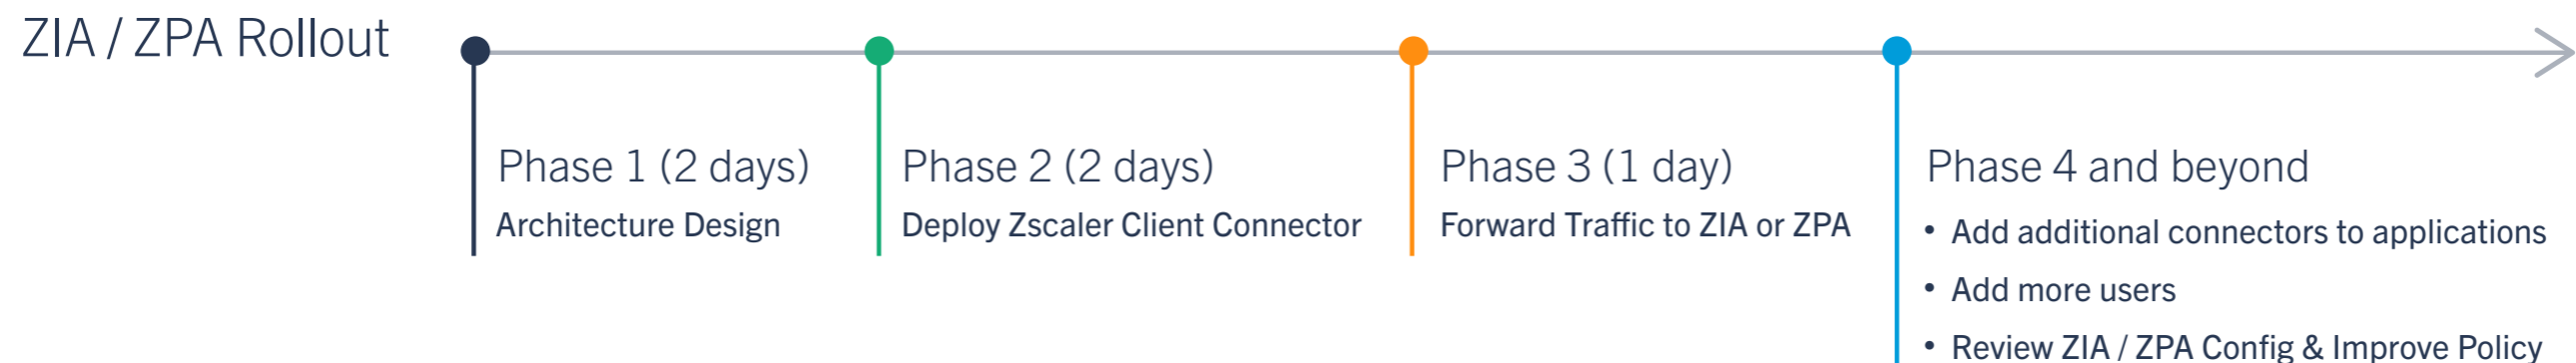 ZIA / ZPA Rollout
Phase 1 (2 days)
Architecture Design
Phase 2 (2 days)
Deploy Zscaler Client Connector
Phase 3 (1 day)
Forward Traffic to ZIA or ZPA
Phase 4 and beyond
• Add additional connectors to applications
• Add more users
• Review ZIA / ZPA Config & Improve Policy